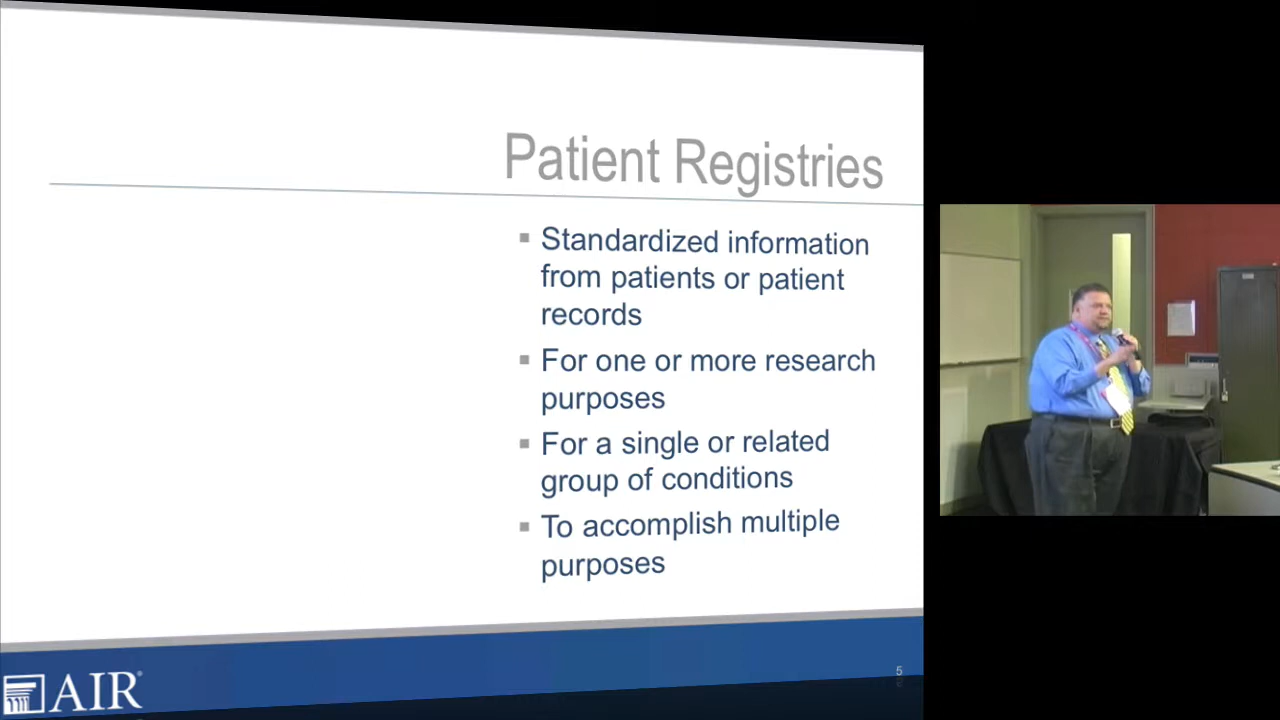 Patient Registries
▪ Standardized information
from patients or patient
records
▪ For one or more research
purposes
▪ For a single or related
group of conditions
▪ To accomplish multiple
purposes
5
AIR®